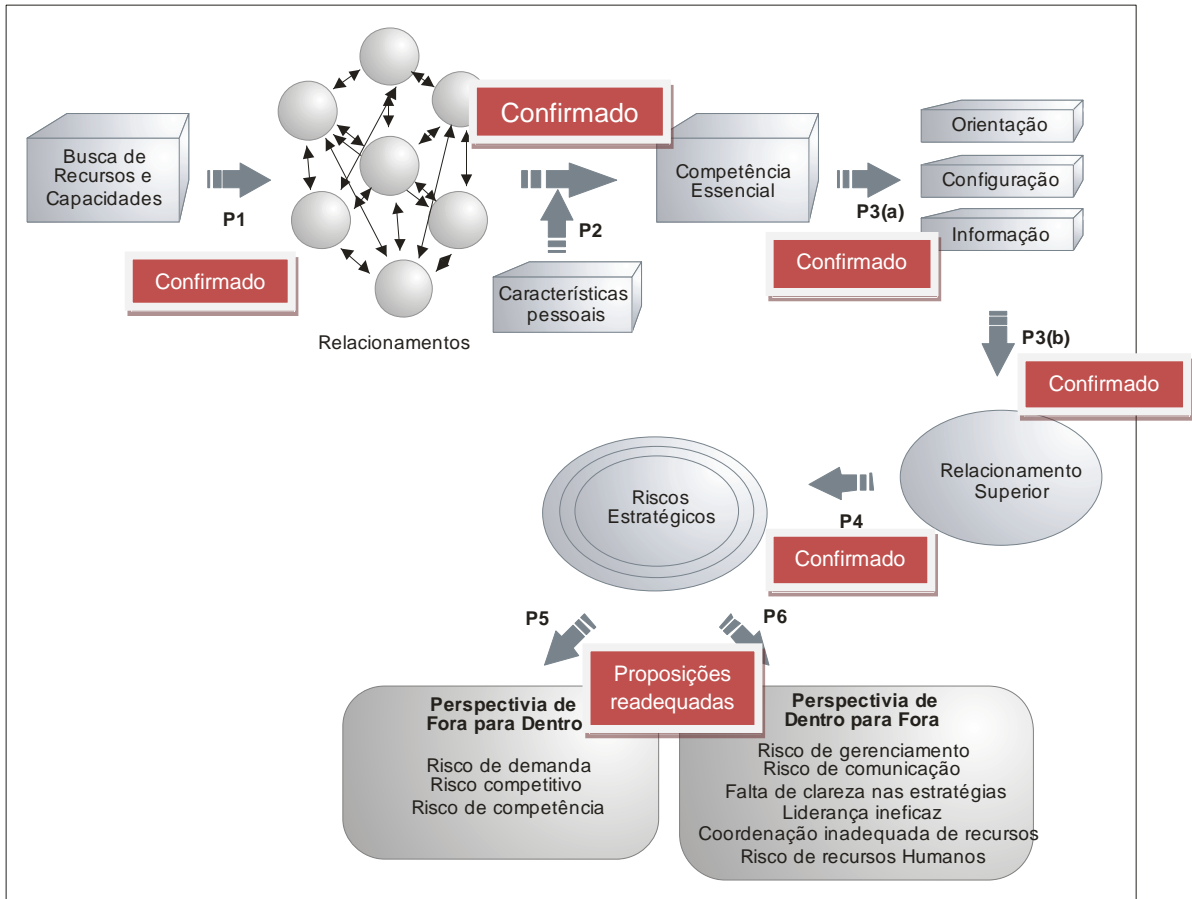 Busca de
Recursos e
Capacidades
P1
Confirmado
Relacionamentos
Confirmado
P2
Características
pessoais
Competência
Essencial
P3(a)
Confirmado
Orientação
Configuração
Informação
P3(b)
Confirmado
Relacionamento
Superior
P4
Confirmado
Riscos
Estratégicos
P5
P6
Proposições
readequadas
Perspectivia de
Fora para Dentro
Risco de demanda
Risco competitivo
Risco de competência
Perspectivia de
Dentro para Fora
Risco de gerenciamento
Risco de comunicação
Falta de clareza nas estratégias
Liderança ineficaz
Coordenação inadequada de recursos
Risco de recursos Humanos